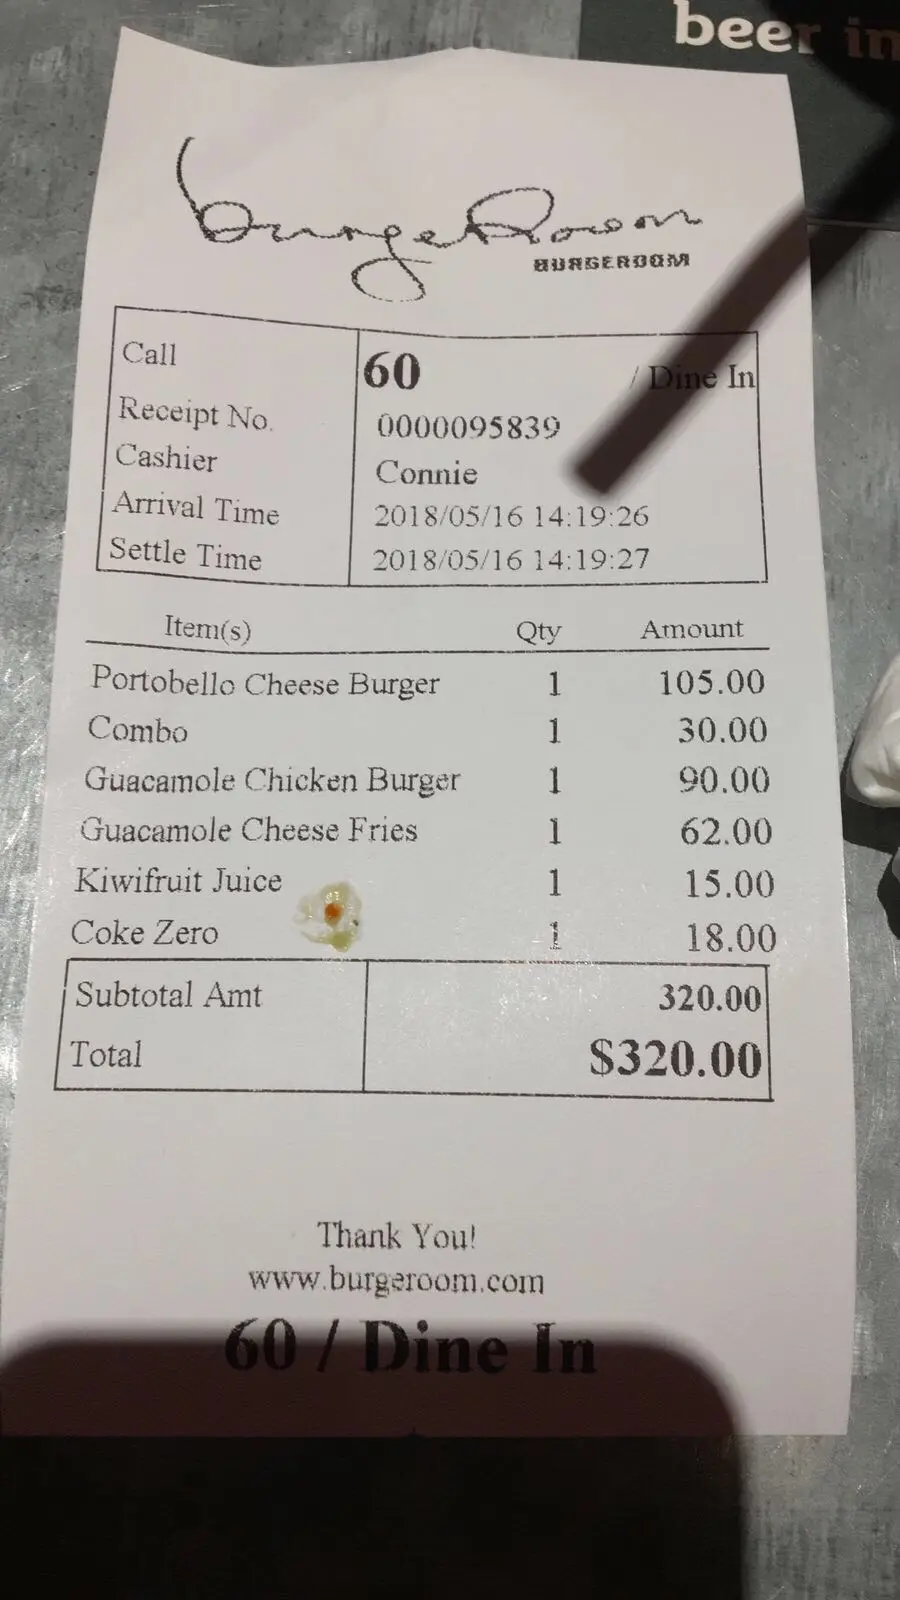 beer in
burgeRoom
BURGEROOM
Call 60 / Dine In
Receipt No. 0000095839
Cashier Connie
Arrival Time 2018/05/16 14:19:26
Settle Time 2018/05/16 14:19:27
Item(s) Qty Amount
Portobello Cheese Burger 1 105.00
Combo 1 30.00
Guacamole Chicken Burger 1 90.00
Guacamole Cheese Fries 1 62.00
Kiwifruit Juice 1 15.00
Coke Zero 1 18.00
Subtotal Amt 320.00
Total $320.00
Thank You!
www.burgeroom.com
60 / Dine In